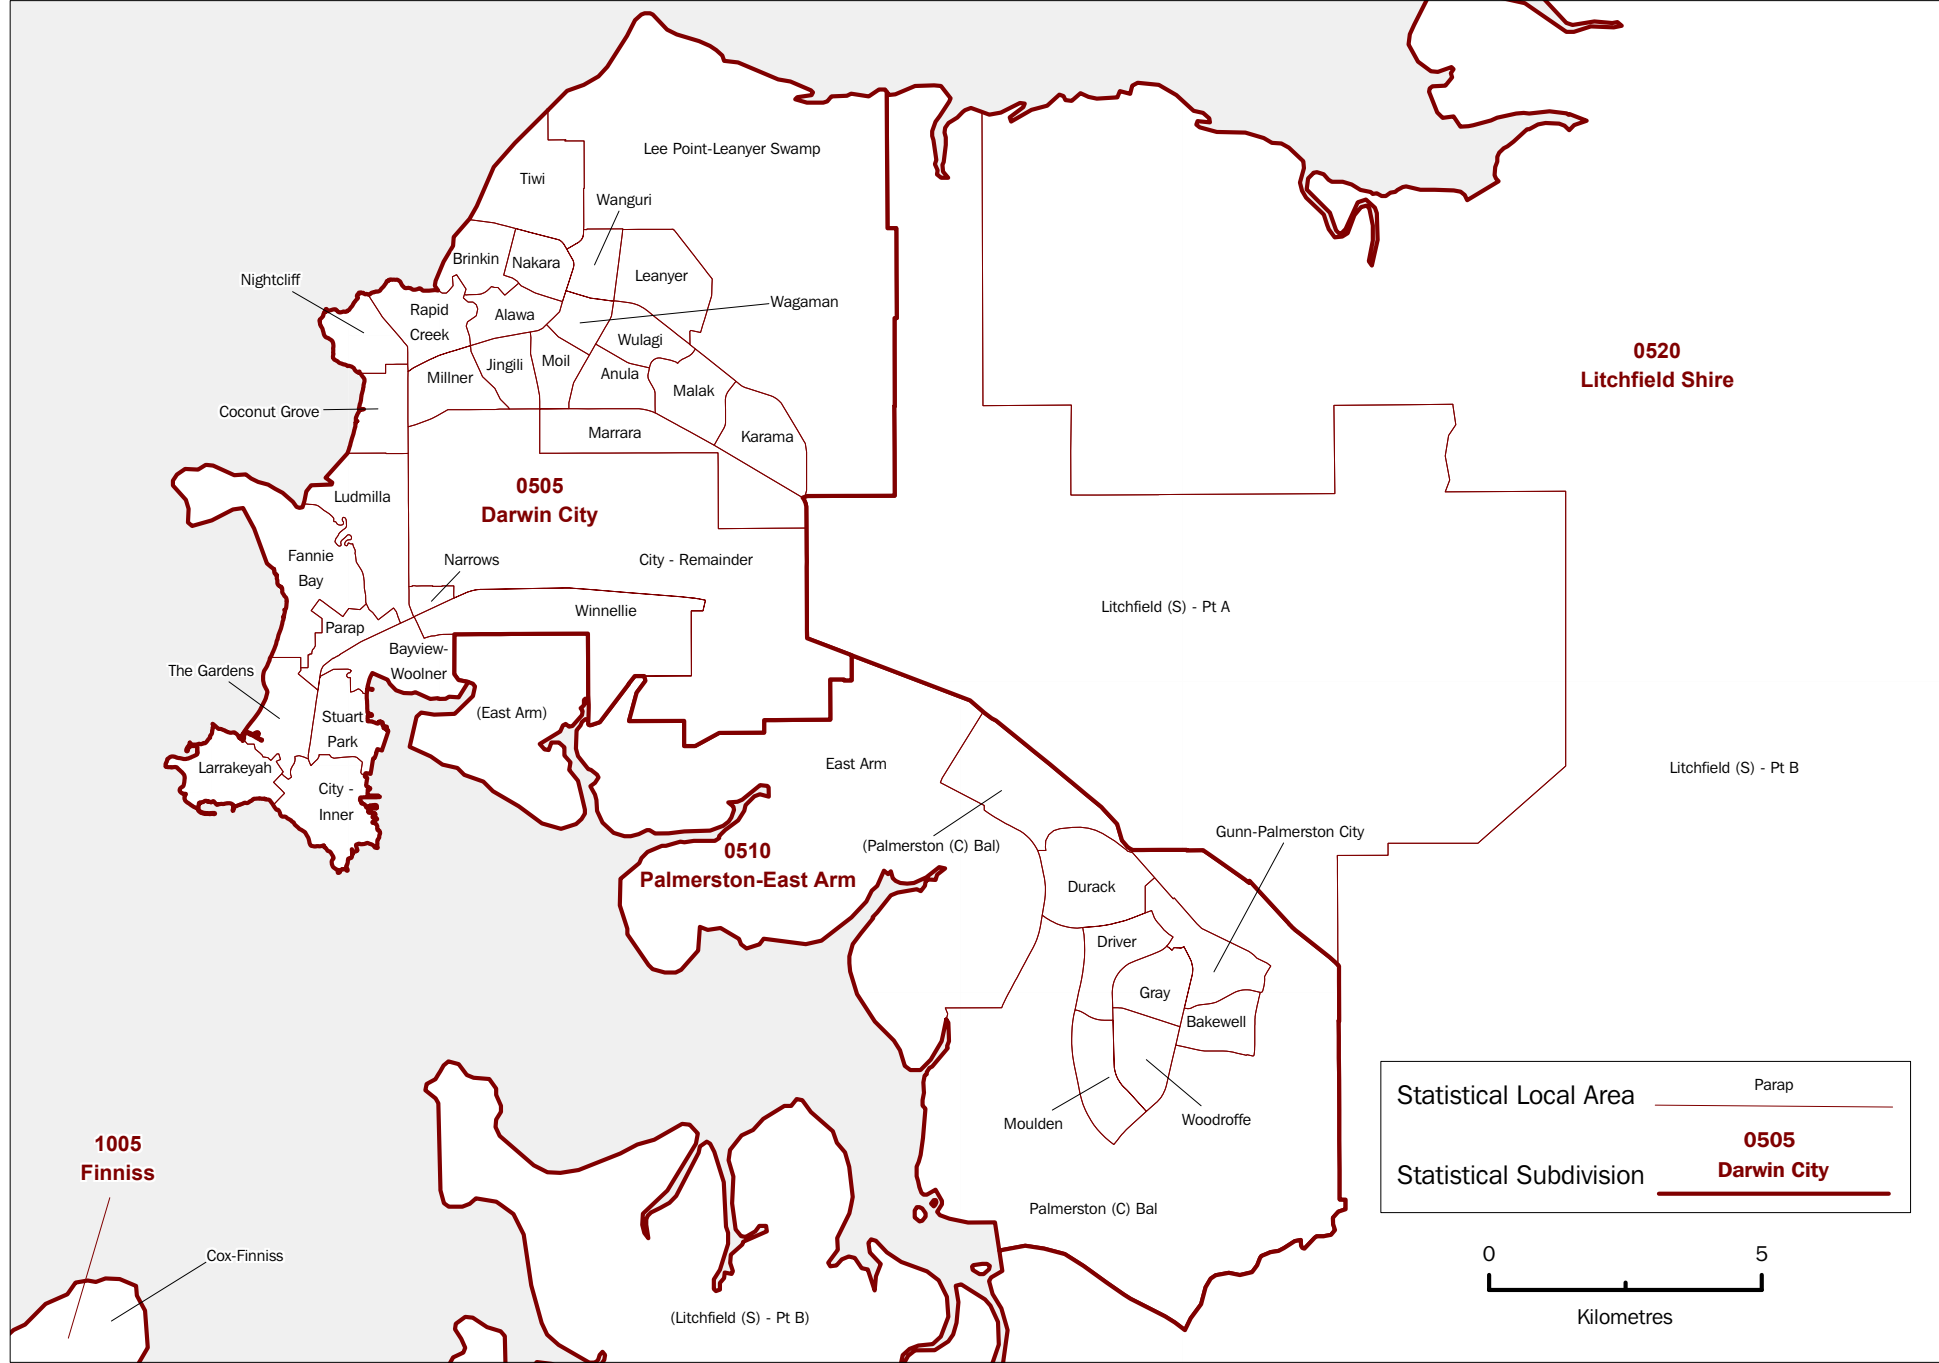 Lee Point-Leanyer Swamp
Tiwi
Wanguri
Brinkin
Nakara
Leanyer
Nightcliff
Rapid
Creek
Alawa
Wagaman
Wulagi
Jingili
Moil
Anula
Millner
Malak
Coconut Grove
Marrara
Karama
0520
Litchfield Shire
0505
Darwin City
Ludmilla
Fannie
Bay
Narrows
City - Remainder
Winnellie
Litchfield (S) - Pt A
Parap
Bayview-
Woolner
The Gardens
Stuart
Park
(East Arm)
Larrakeyah
City -
Inner
East Arm
Litchfield (S) - Pt B
(Palmerston (C) Bal)
Gunn-Palmerston City
0510
Palmerston-East Arm
Durack
Driver
Gray
Bakewell
Moulden
Woodroffe
Palmerston (C) Bal
1005
Finniss
Cox-Finniss
(Litchfield (S) - Pt B)
Statistical Local Area
Parap
Statistical Subdivision
0505
Darwin City
0
5
Kilometres